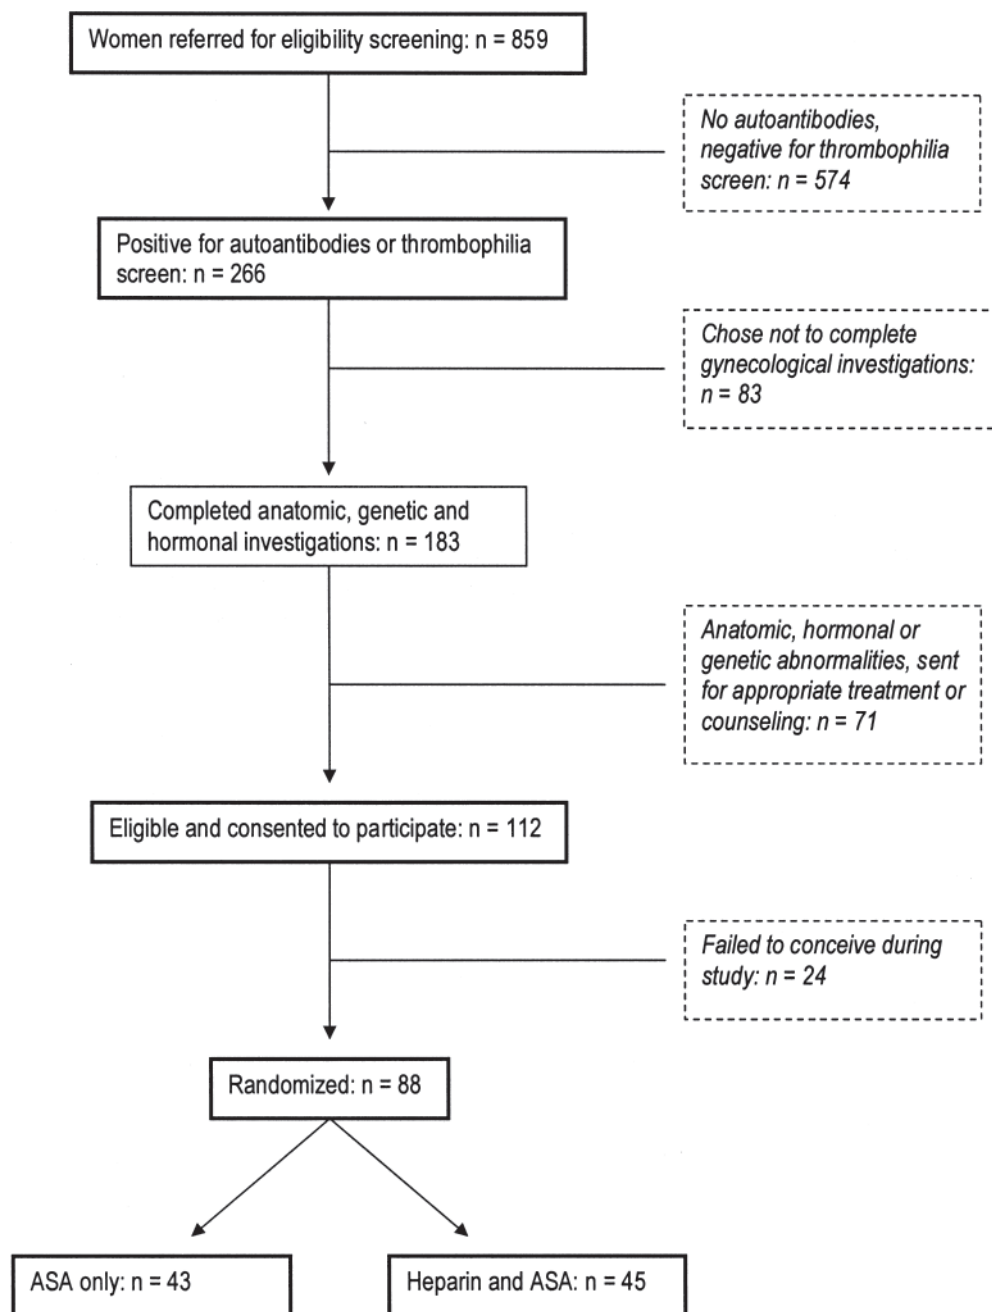 Women referred for eligibility screening: n = 859
No autoantibodies,
negative for thrombophilia
screen: n = 574
Positive for autoantibodies or thrombophilia
screen: n = 266
Chose not to complete
gynecological investigations:
n = 83
Completed anatomic, genetic and
hormonal investigations: n = 183
Anatomic, hormonal or
genetic abnormalities, sent
for appropriate treatment or
counseling: n = 71
Eligible and consented to participate: n = 112
Failed to conceive during
study: n = 24
Randomized: n = 88
ASA only: n = 43
Heparin and ASA: n = 45